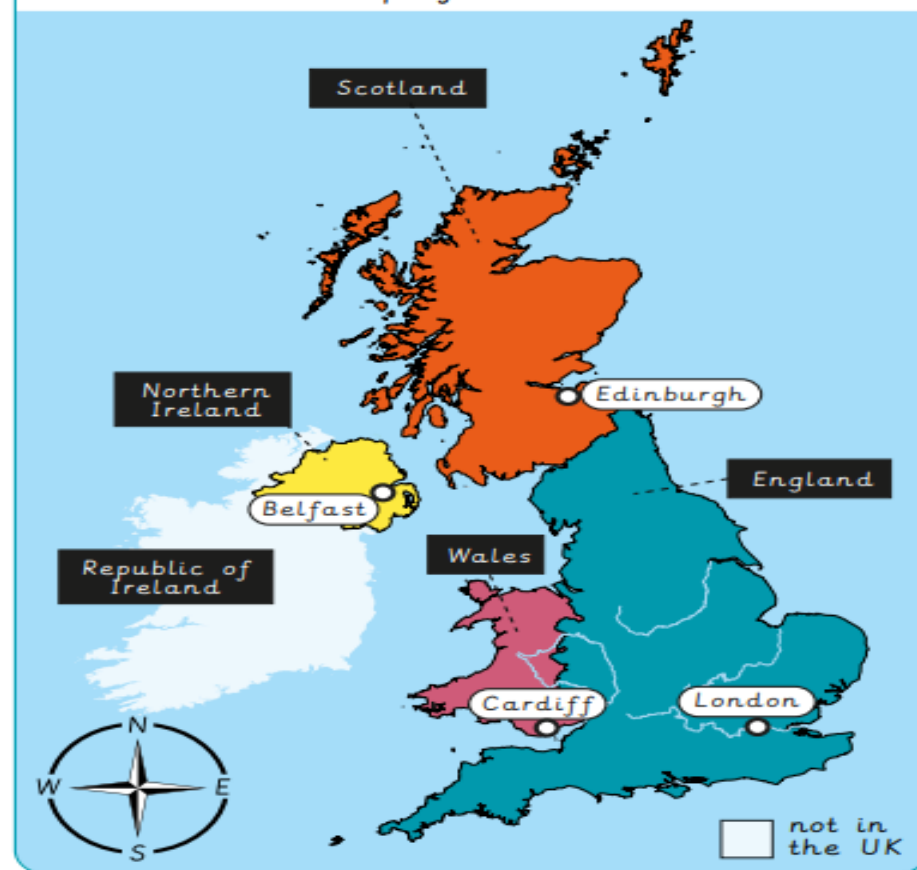 Scotland
Northern
Ireland
Edinburgh
England
Belfast
Wales
Republic of
Ireland
Cardiff
London
N
W
E
S
not in
the UK